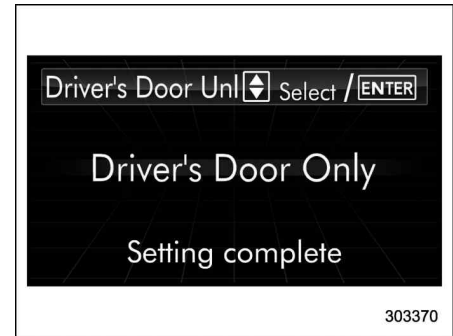 Driver's Door Unl Select / ENTER
Driver's Door Only
Setting complete
303370